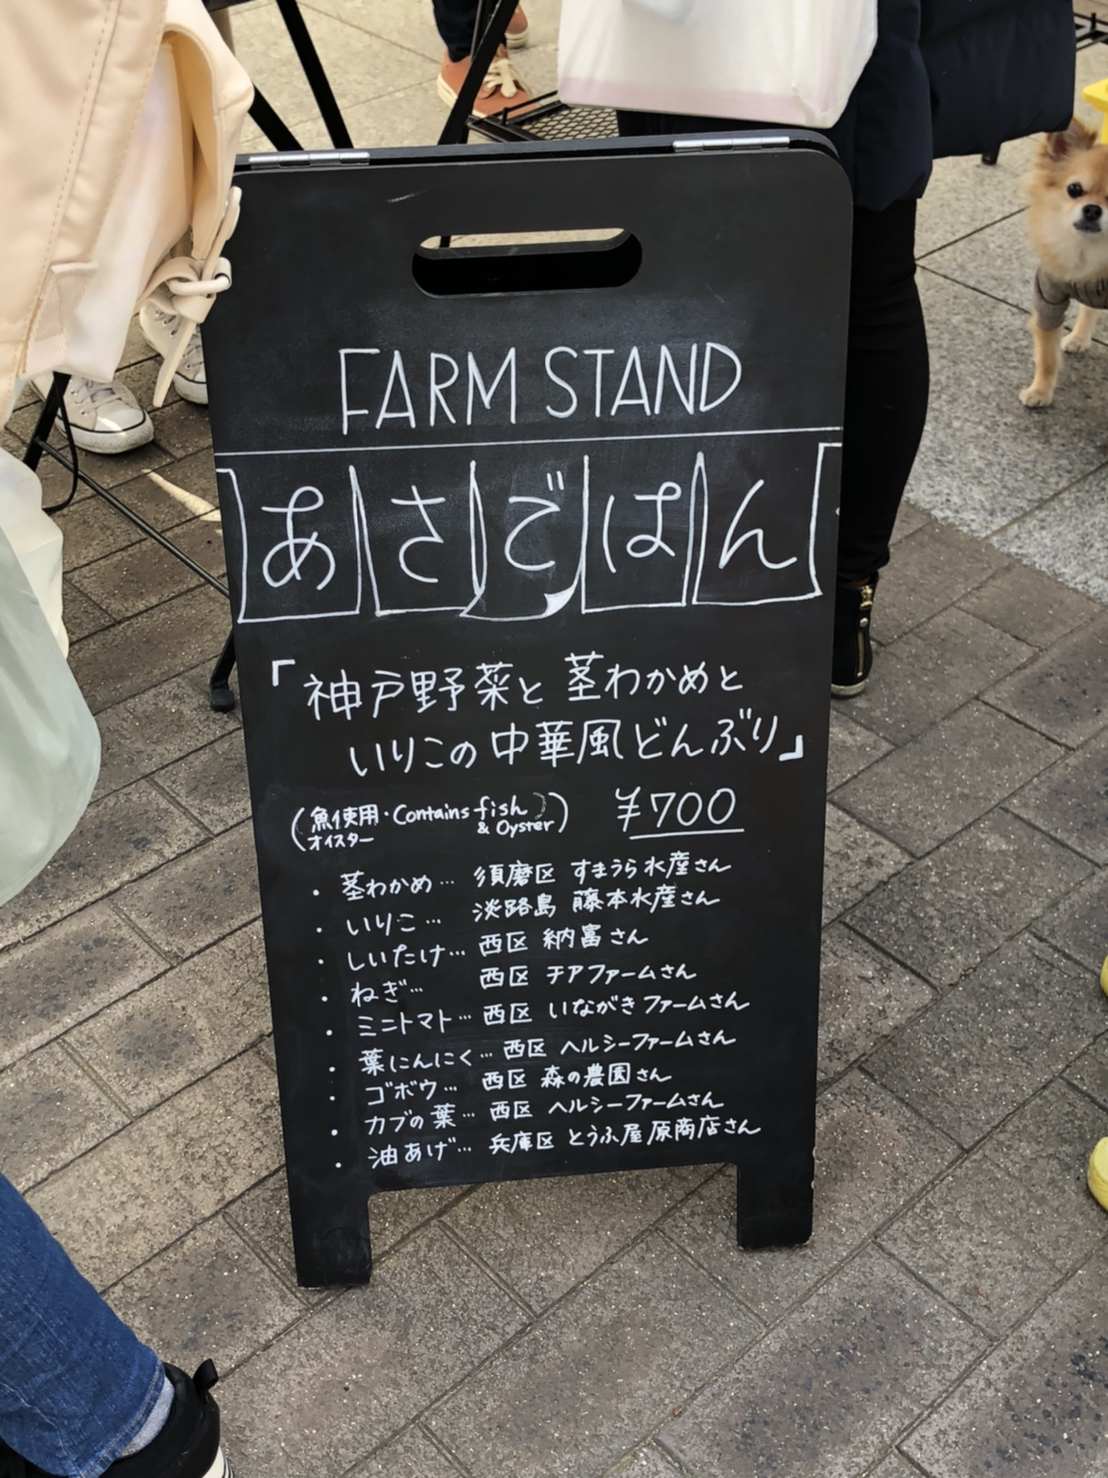 FARM STAND
あさごはん
「神戸野菜と茎わかめと
いりこの中華風どんぶり」
(魚使用・Contains fish
オイスター & Oyster) ¥700
・茎わかめ… 須磨区 すまうら水産さん
・いりこ… 淡路島 藤本水産さん
・しいたけ… 西区 納富さん
・ねぎ… 西区 チアファームさん
・ミニトマト… 西区 いながきファームさん
・葉にんにく… 西区 ヘルシーファームさん
・ゴボウ… 西区 森の農園さん
・カブの葉… 西区 ヘルシーファームさん
・油あげ… 兵庫区 とうふ屋 原商店さん